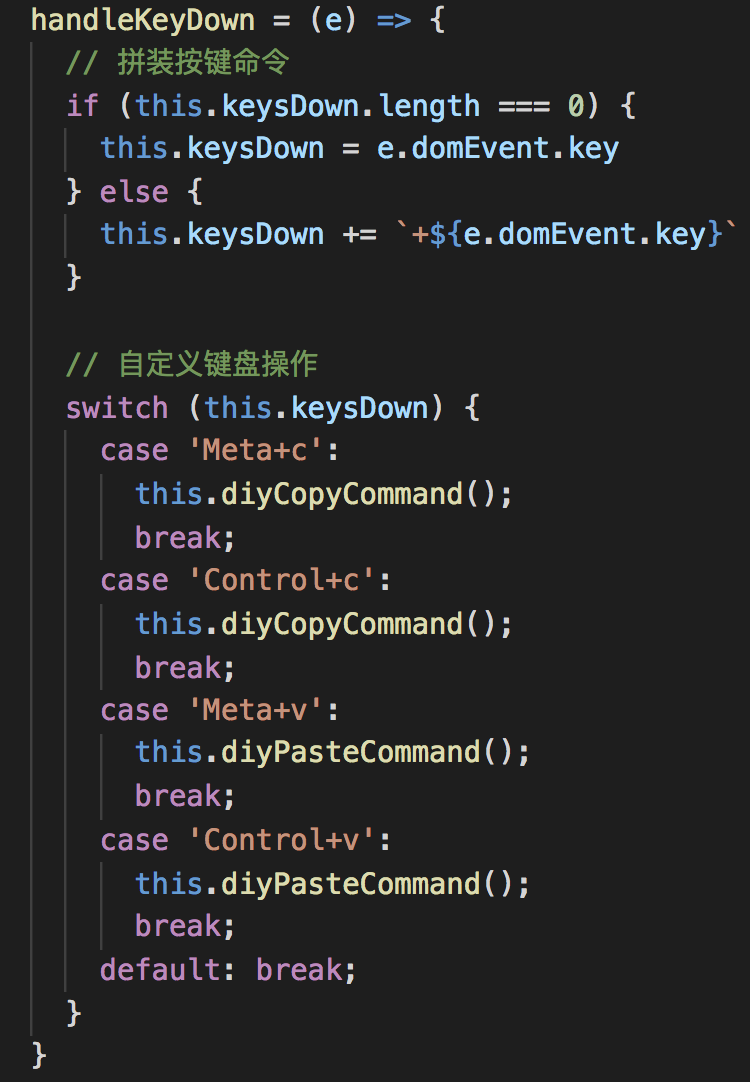 handleKeyDown = (e) => {
  // 拼装按键命令
  if (this.keysDown.length === 0) {
    this.keysDown = e.domEvent.key
  } else {
    this.keysDown += `+${e.domEvent.key}`
  }

  // 自定义键盘操作
  switch (this.keysDown) {
    case 'Meta+c':
      this.diyCopyCommand();
      break;
    case 'Control+c':
      this.diyCopyCommand();
      break;
    case 'Meta+v':
      this.diyPasteCommand();
      break;
    case 'Control+v':
      this.diyPasteCommand();
      break;
    default: break;
  }
}